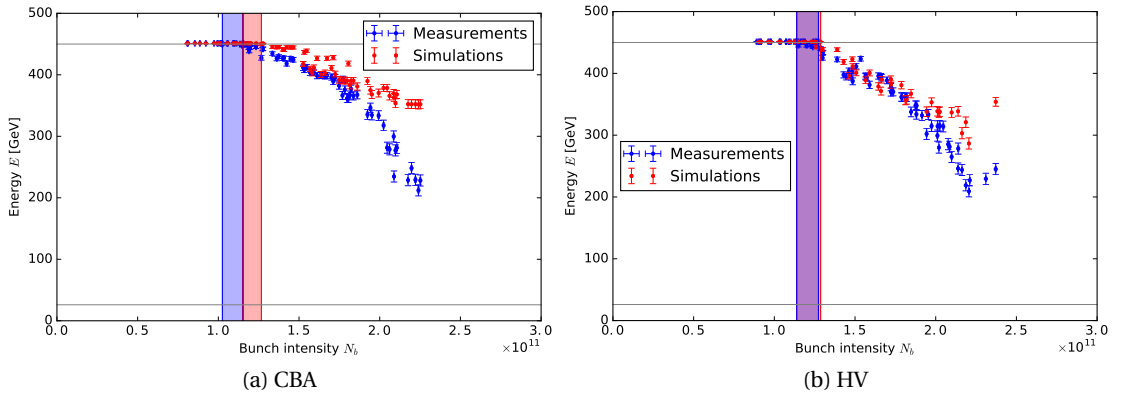 500
400
300
200
100
0
Energy E [GeV]
Measurements
Simulations
0.0 0.5 1.0 1.5 2.0 2.5 3.0
Bunch intensity N_b
×10^11
(a) CBA
500
400
300
200
100
0
Energy E [GeV]
Measurements
Simulations
0.0 0.5 1.0 1.5 2.0 2.5 3.0
Bunch intensity N_b
×10^11
(b) HV